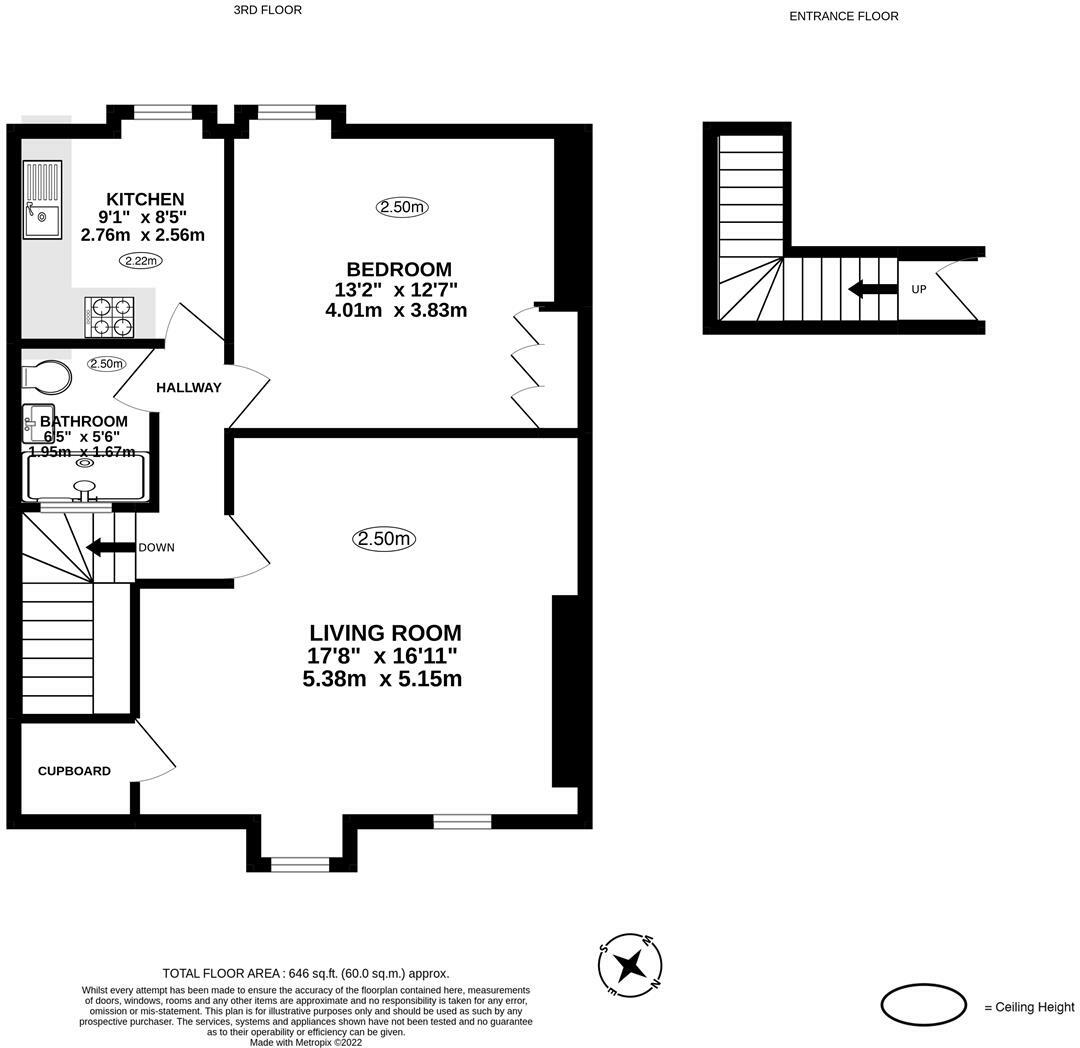 3RD FLOOR
ENTRANCE FLOOR
KITCHEN
9'1" x 8'5"
2.76m x 2.56m
2.22m
2.50m
BEDROOM
13'2" x 12'7"
4.01m x 3.83m
UP
2.50m
HALLWAY
BATHROOM
6'5" x 5'6"
1.95m x 1.67m
DOWN
2.50m
LIVING ROOM
17'8" x 16'11"
5.38m x 5.15m
CUPBOARD
S W
E N
TOTAL FLOOR AREA : 646 sq.ft. (60.0 sq.m.) approx.
Whilst every attempt has been made to ensure the accuracy of the floorplan contained here, measurements
of doors, windows, rooms and any other items are approximate and no responsibility is taken for any error,
omission or mis-statement. This plan is for illustrative purposes only and should be used as such by any
prospective purchaser. The services, systems and appliances shown have not been tested and no guarantee
as to their operability or efficiency can be given.
Made with Metropix ©2022
= Ceiling Height